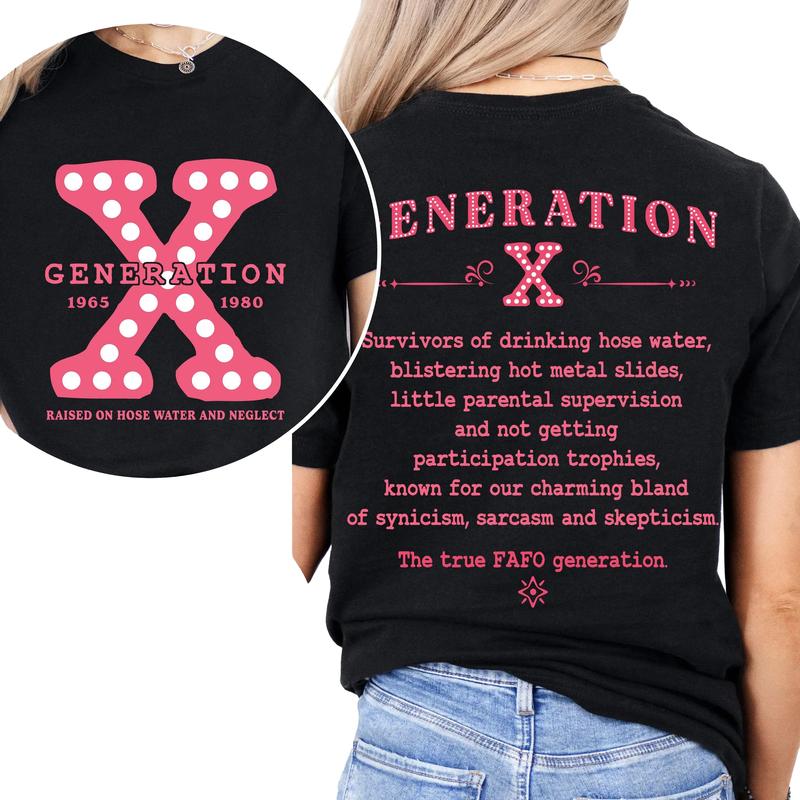 X
GENERATION
1965 1980
RAISED ON HOSE WATER AND NEGLECT
ENERATION
X
Survivors of drinking hose water,
blistering hot metal slides,
little parental supervision
and not getting
participation trophies,
known for our charming bland
of synicism, sarcasm and skepticism.
The true FAFO generation.